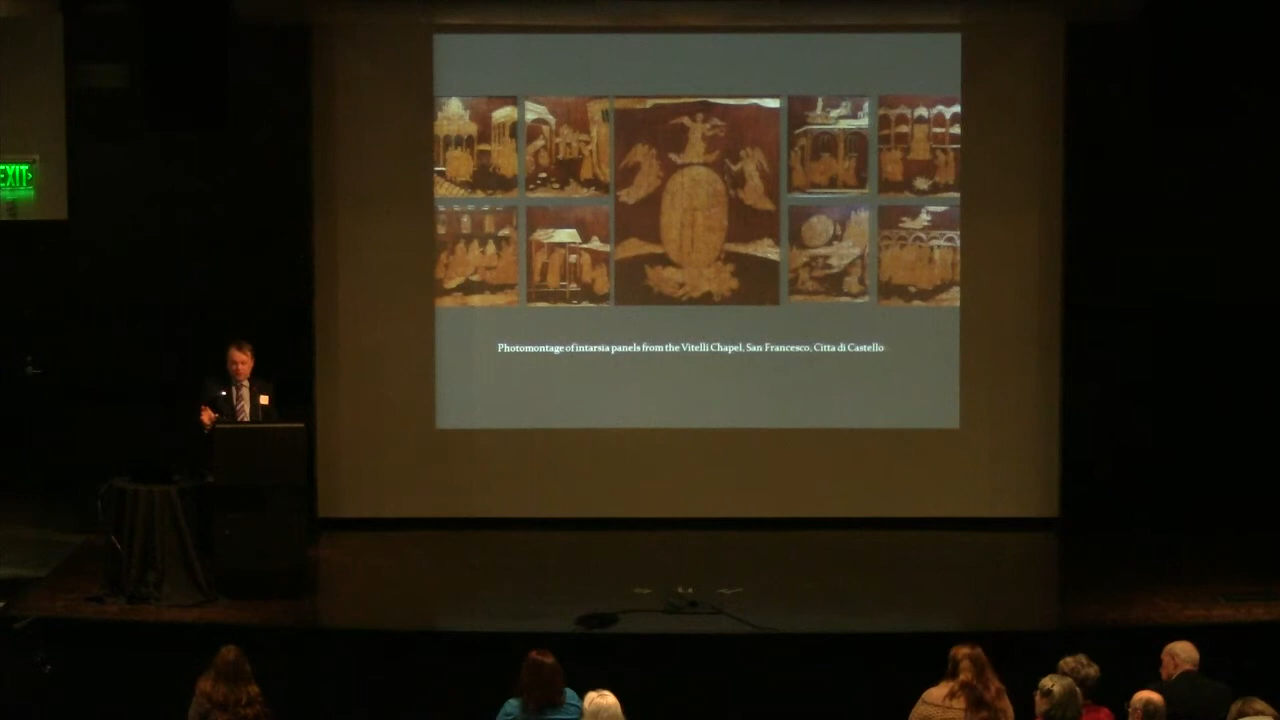 EXIT
Photomontage of intarsia panels from the Vitelli Chapel, San Francesco, Citta di Castello